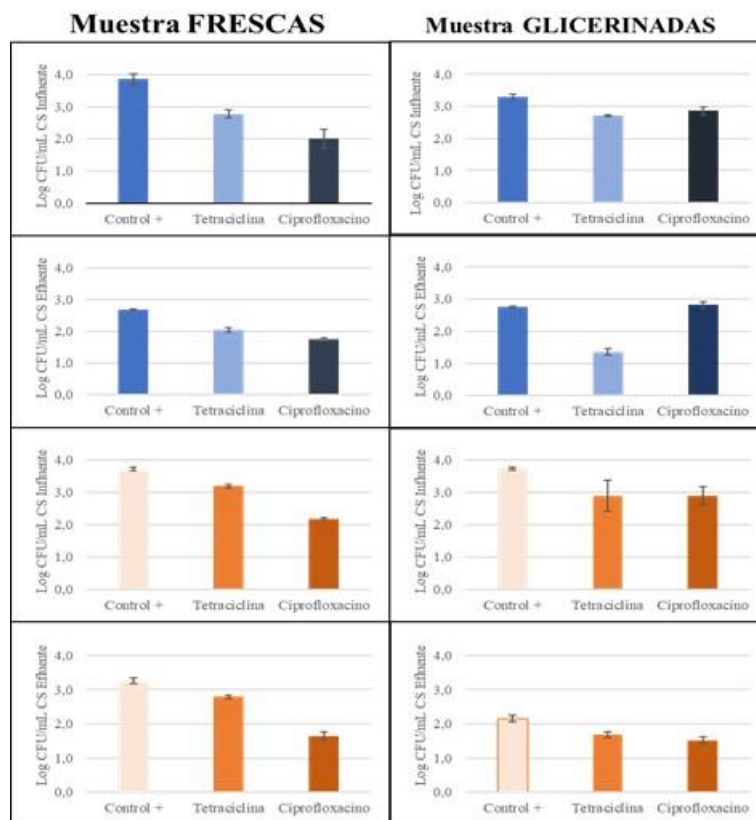 Muestra FRESCAS
Muestra GLICERINADAS
Log CFU/mL CS Influente
4,0
3,0
2,0
1,0
0,0
Control +
Tetraciclina
Ciprofloxacino
Log CFU/mL CS Influente
4,0
3,0
2,0
1,0
0,0
Control +
Tetraciclina
Ciprofloxacino
Log CFU/mL CS Efluente
4,0
3,0
2,0
1,0
0,0
Control +
Tetraciclina
Ciprofloxacino
Log CFU/mL CS Efluente
4,0
3,0
2,0
1,0
0,0
Control +
Tetraciclina
Ciprofloxacino
Log CFU/mL CS Influente
4,0
3,0
2,0
1,0
0,0
Control +
Tetraciclina
Ciprofloxacino
Log CFU/mL CS Influente
4,0
3,0
2,0
1,0
0,0
Control +
Tetraciclina
Ciprofloxacino
Log CFU/mL CS Efluente
4,0
3,0
2,0
1,0
0,0
Control +
Tetraciclina
Ciprofloxacino
Log CFU/mL CS Efluente
4,0
3,0
2,0
1,0
0,0
Control +
Tetraciclina
Ciprofloxacino